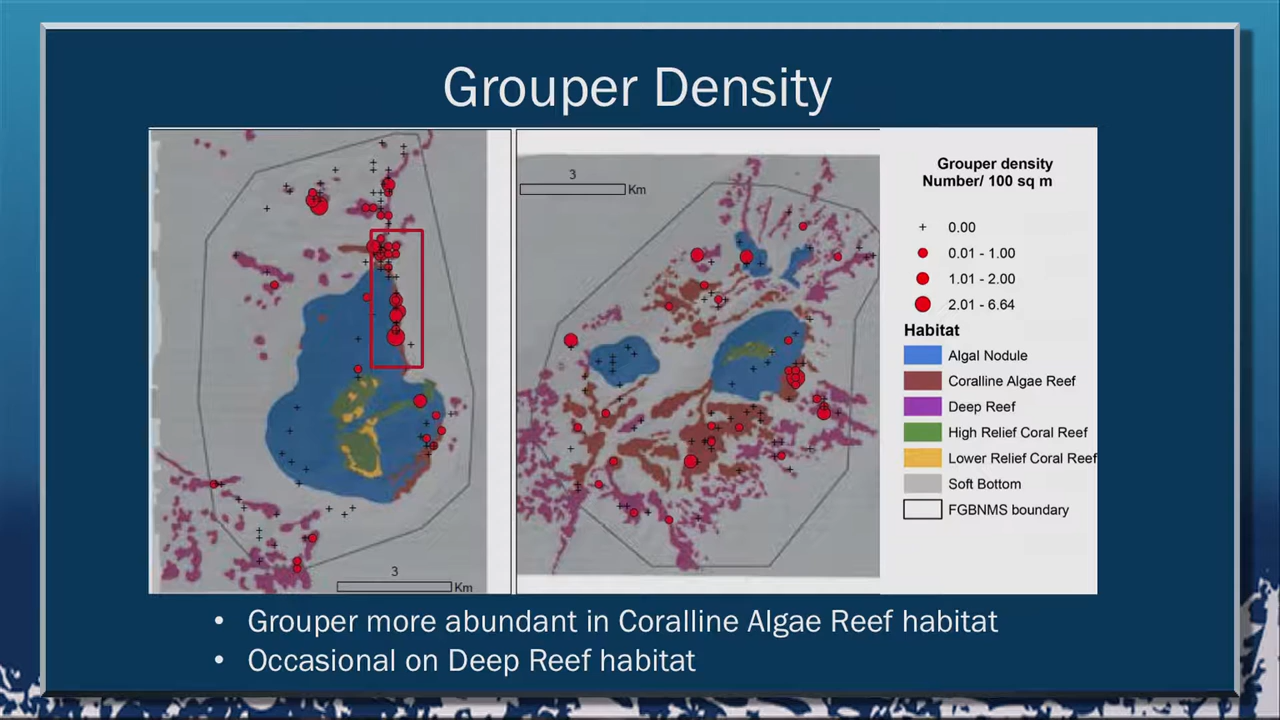 Grouper Density
3
Km
3
Km
Grouper density
Number/ 100 sq m
0.00
0.01 - 1.00
1.01 - 2.00
2.01 - 6.64
Habitat
Algal Nodule
Coralline Algae Reef
Deep Reef
High Relief Coral Reef
Lower Relief Coral Reef
Soft Bottom
FGBNMS boundary
• Grouper more abundant in Coralline Algae Reef habitat
• Occasional on Deep Reef habitat